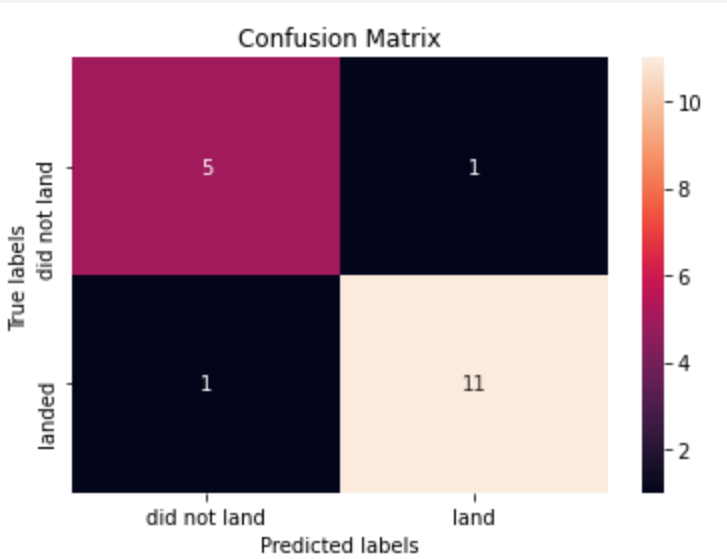 Confusion Matrix
True labels
did not land
landed
5
1
1
11
did not land
land
Predicted labels
10
8
6
4
2